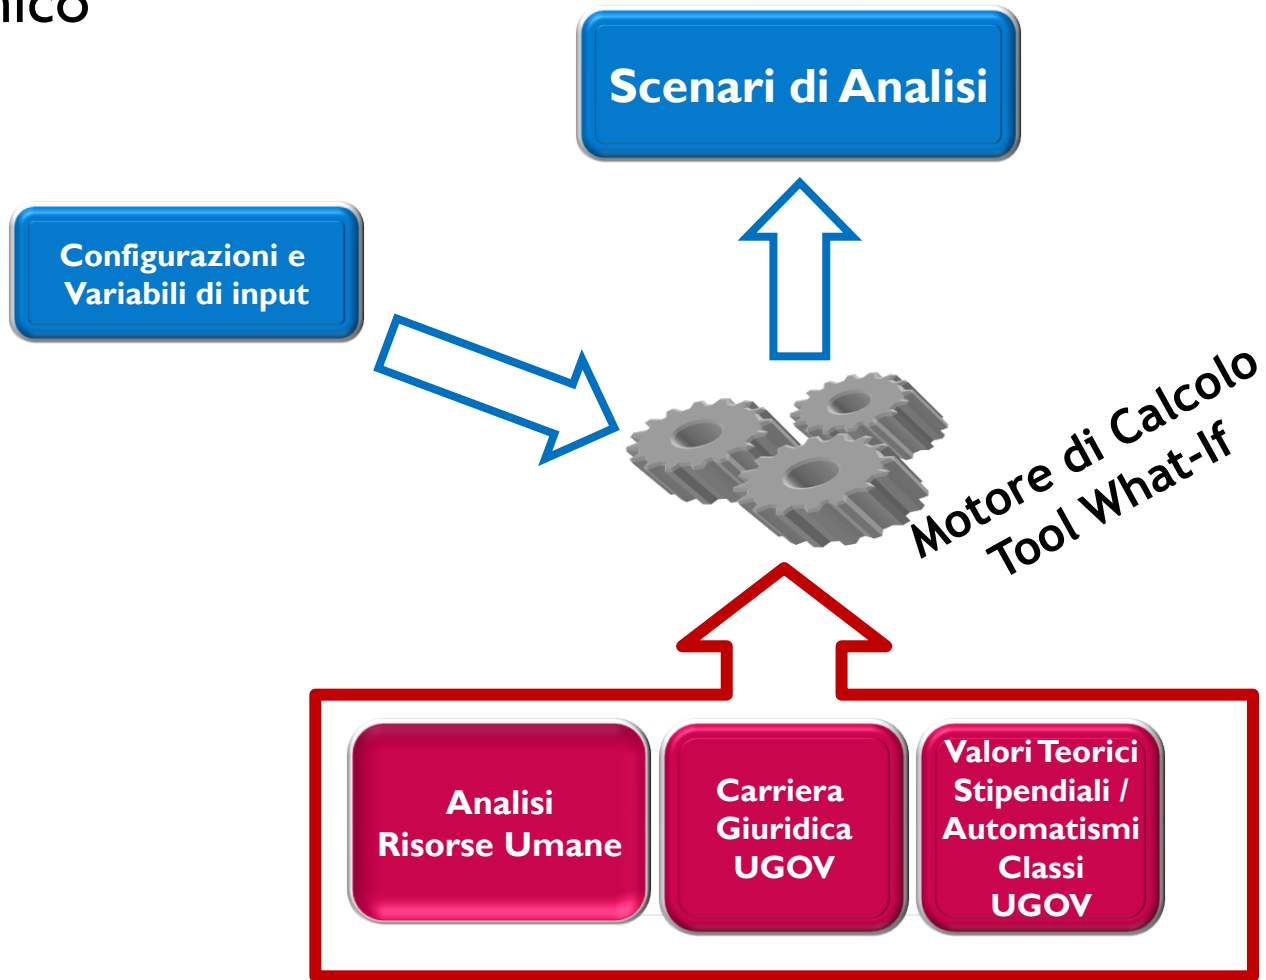 Scenari di Analisi
Configurazioni e
Variabili di input
Motore di Calcolo
Tool What-If
Analisi
Risorse Umane
Carriera
Giuridica
UGOV
Valori Teorici
Stipendiali /
Automatismi
Classi
UGOV